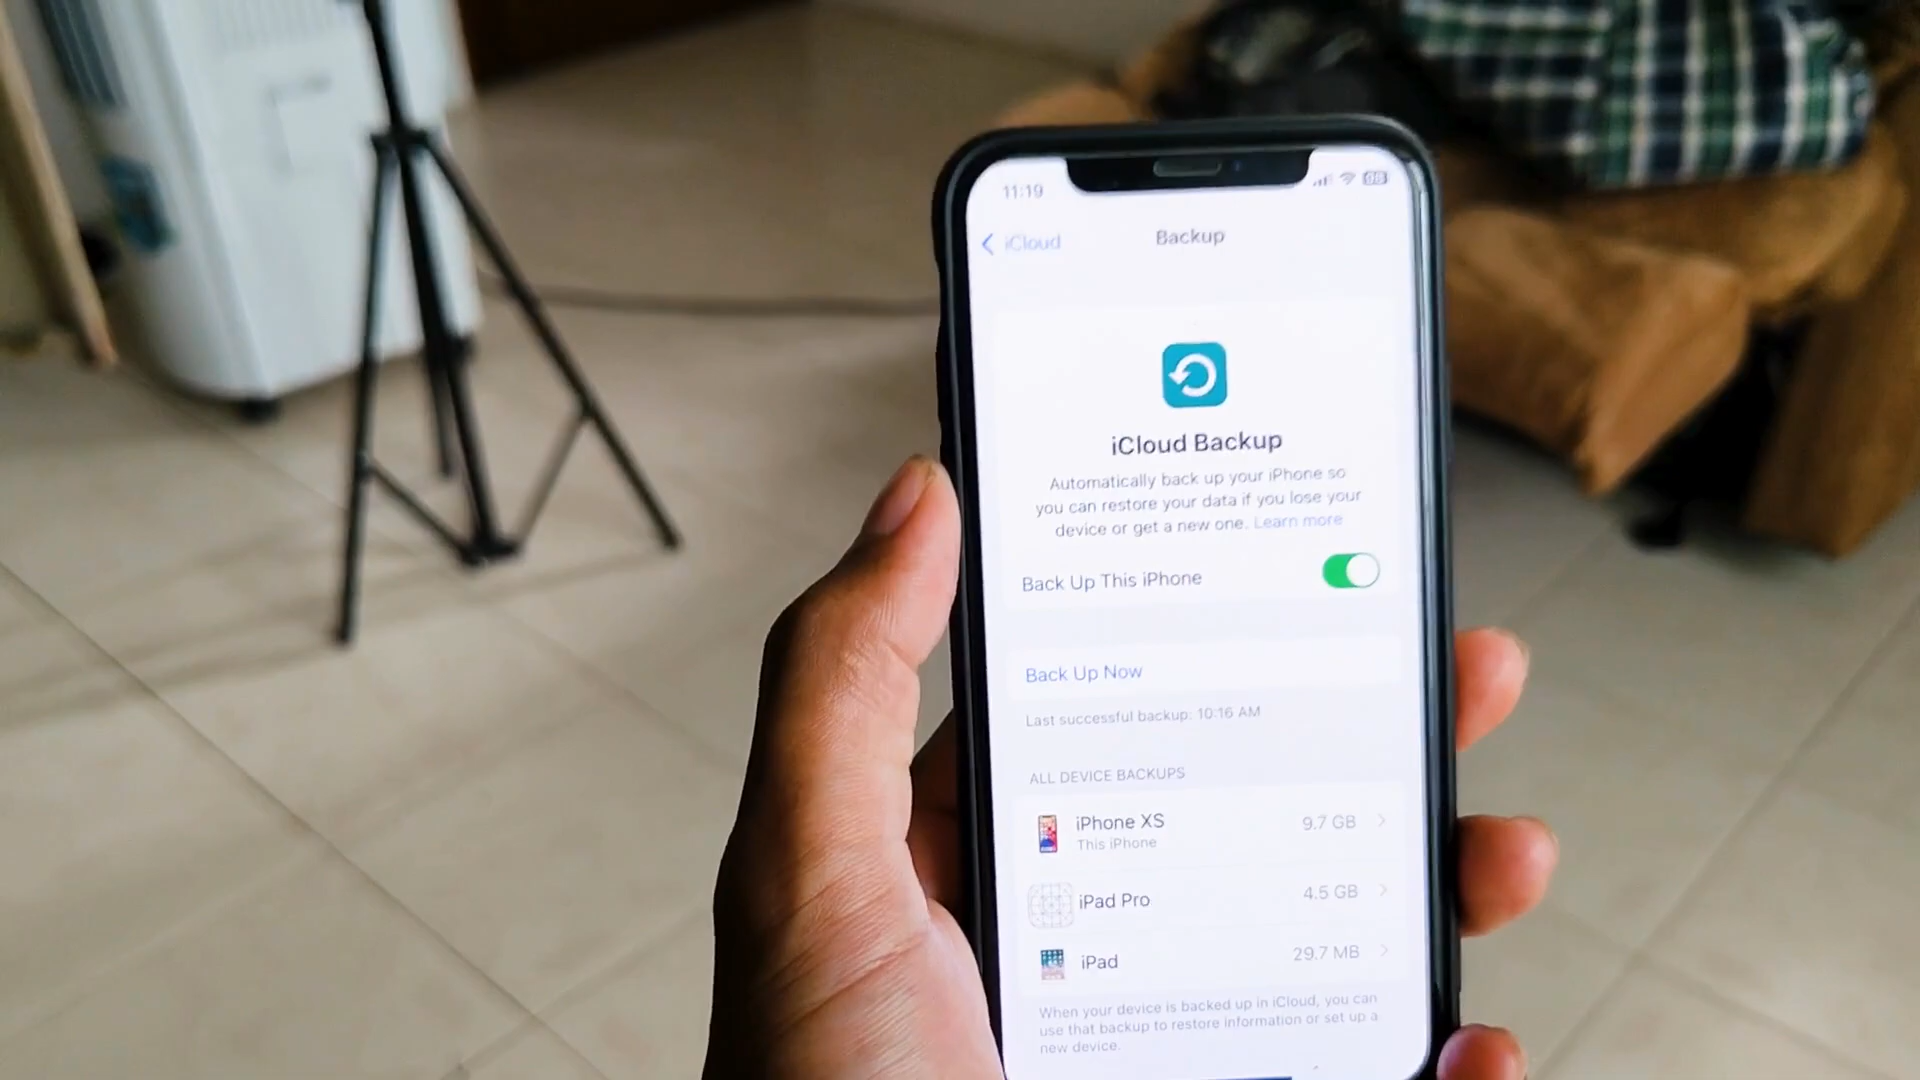 11:19
iCloud
Backup
iCloud Backup
Automatically back up your iPhone so
you can restore your data if you lose your
device or get a new one. Learn more
Back Up This iPhone
Back Up Now
Last successful backup: 10:16 AM
ALL DEVICE BACKUPS
iPhone XS
9.7 GB
This iPhone
iPad Pro
4.5 GB
iPad
29.7 MB
When your device is backed up in iCloud, you can
use that backup to restore information or set up a
new device.